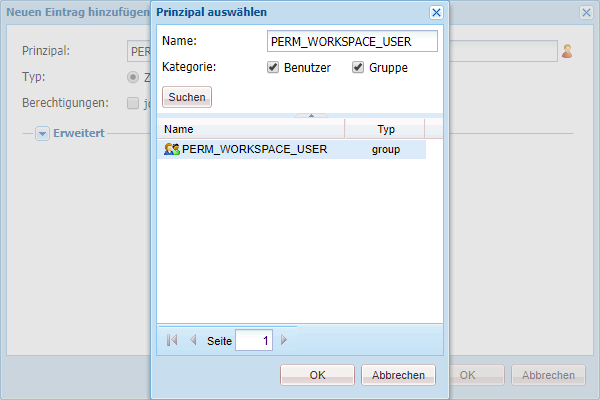 Neuen Eintrag hinzufügen
Prinzipal auswählen
Prinzipal:
PER
Name:
PERM_WORKSPACE_USER
Typ:
Kategorie:
Benutzer
Gruppe
Berechtigungen:
Suchen
Erweitert
Name
Typ
PERM_WORKSPACE_USER
group
Seite
1
OK
Abbrechen
OK
Abbrechen